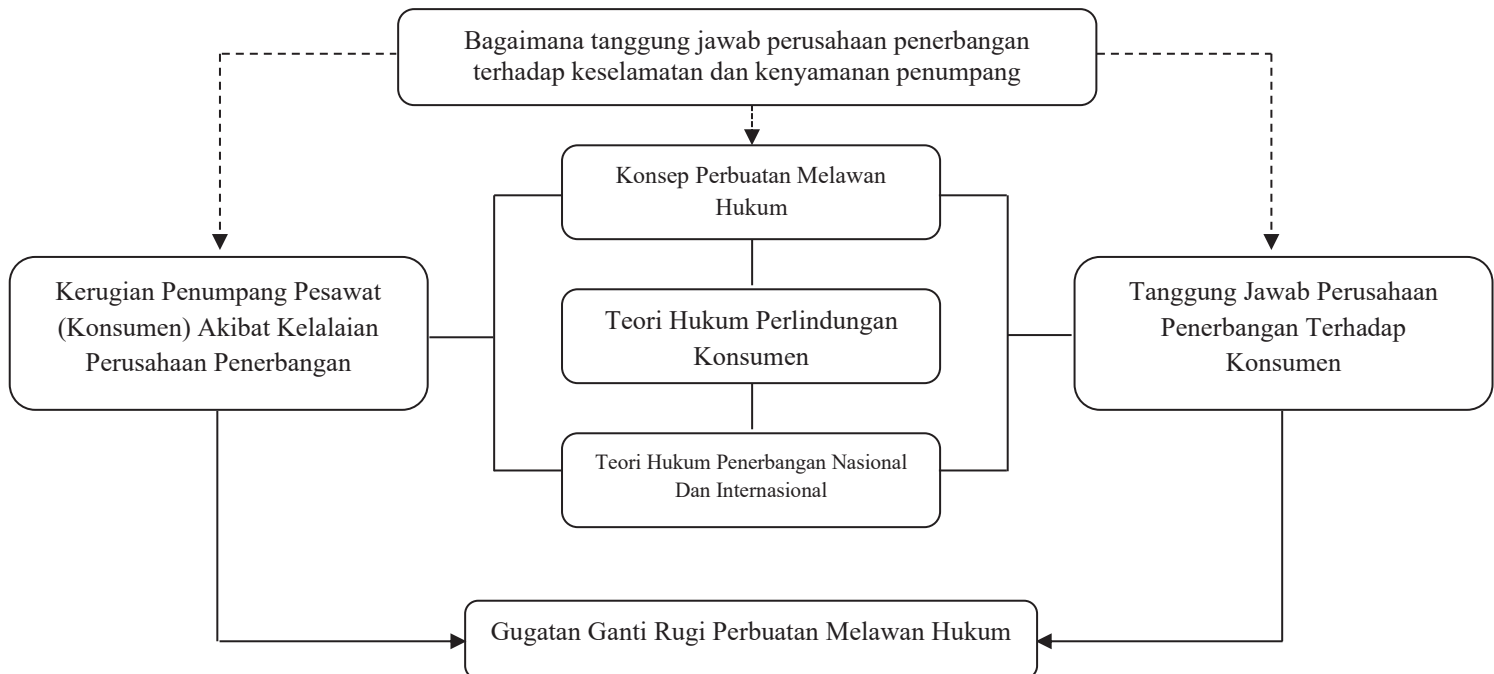 Bagaimana tanggung jawab perusahaan penerbangan
terhadap keselamatan dan kenyamanan penumpang
Konsep Perbuatan Melawan
Hukum
Kerugian Penumpang Pesawat
(Konsumen) Akibat Kelalaian
Perusahaan Penerbangan
Teori Hukum Perlindungan
Konsumen
Tanggung Jawab Perusahaan
Penerbangan Terhadap
Konsumen
Teori Hukum Penerbangan Nasional
Dan Internasional
Gugatan Ganti Rugi Perbuatan Melawan Hukum